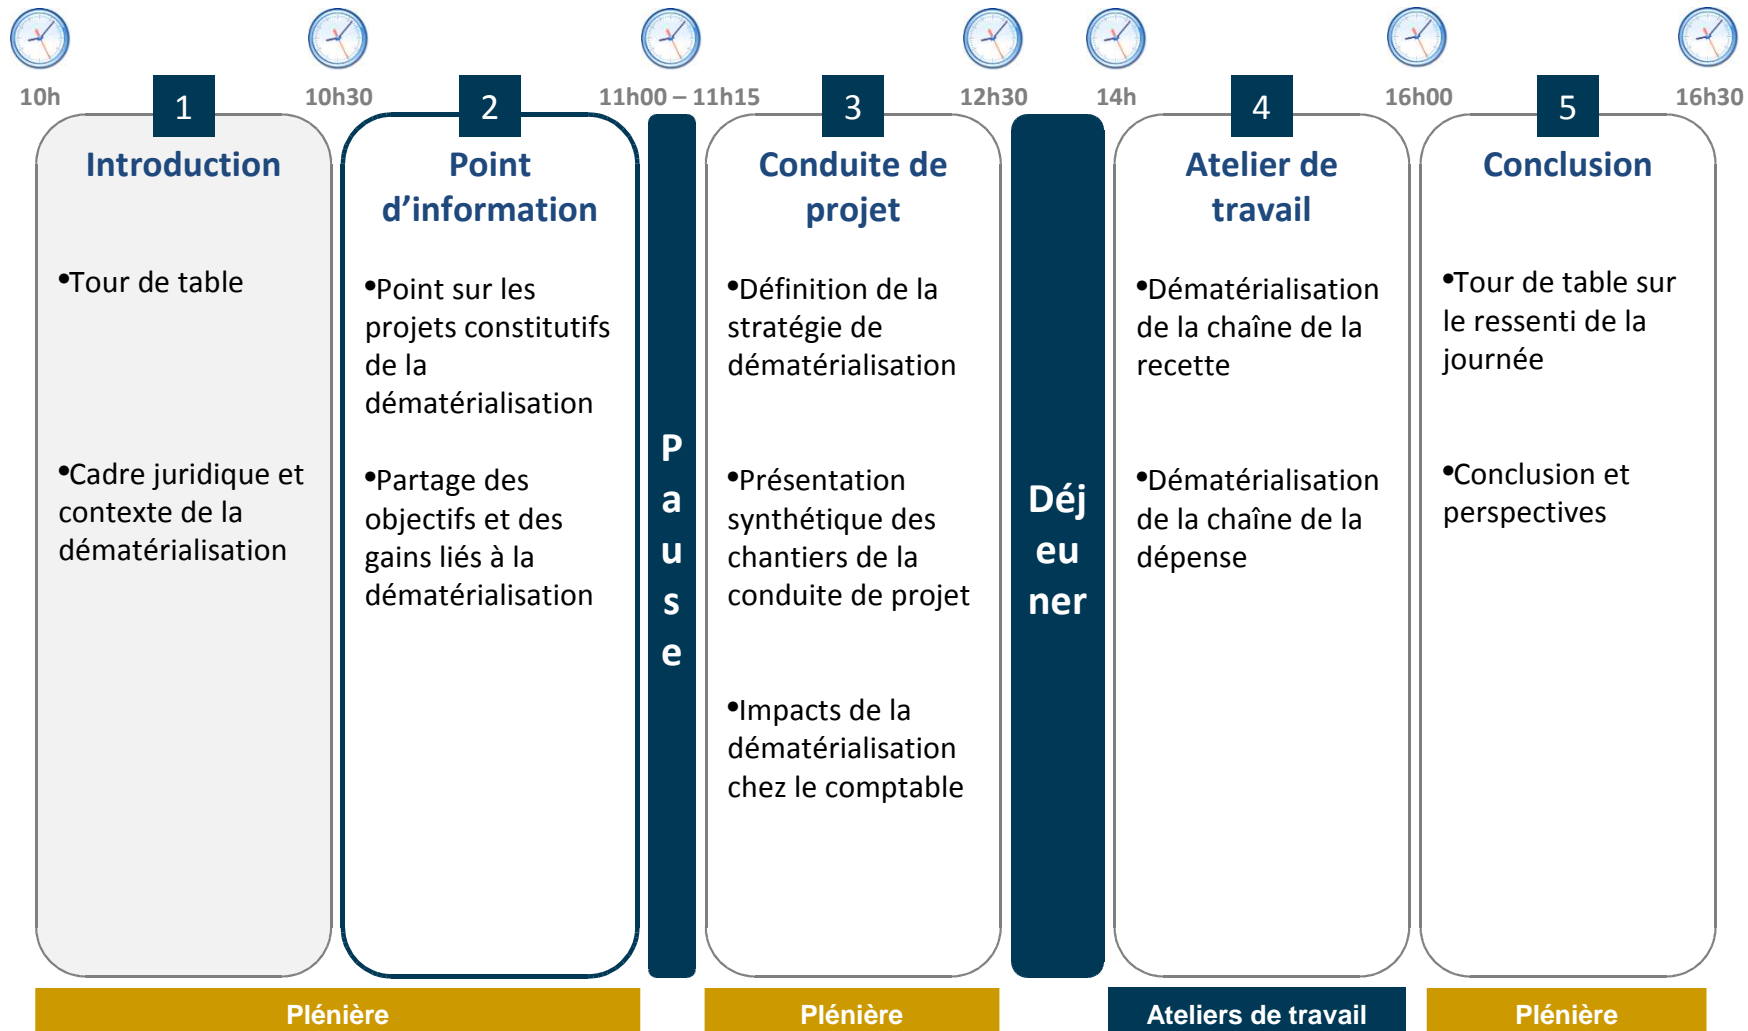 10h
10h30
11h00 – 11h15
12h30
14h
16h00
16h30
1
Introduction
•Tour de table
•Cadre juridique et
contexte de la
dématérialisation
2
Point
d’information
•Point sur les
projets constitutifs
de la
dématérialisation
•Partage des
objectifs et des
gains liés à la
dématérialisation
P
a
u
s
e
3
Conduite de
projet
•Définition de la
stratégie de
dématérialisation
•Présentation
synthétique des
chantiers de la
conduite de projet
•Impacts de la
dématérialisation
chez le comptable
Déj
eu
ner
4
Atelier de
travail
•Dématérialisation
de la chaîne de la
recette
•Dématérialisation
de la chaîne de la
dépense
5
Conclusion
•Tour de table sur
le ressenti de la
journée
•Conclusion et
perspectives
Plénière
Plénière
Ateliers de travail
Plénière